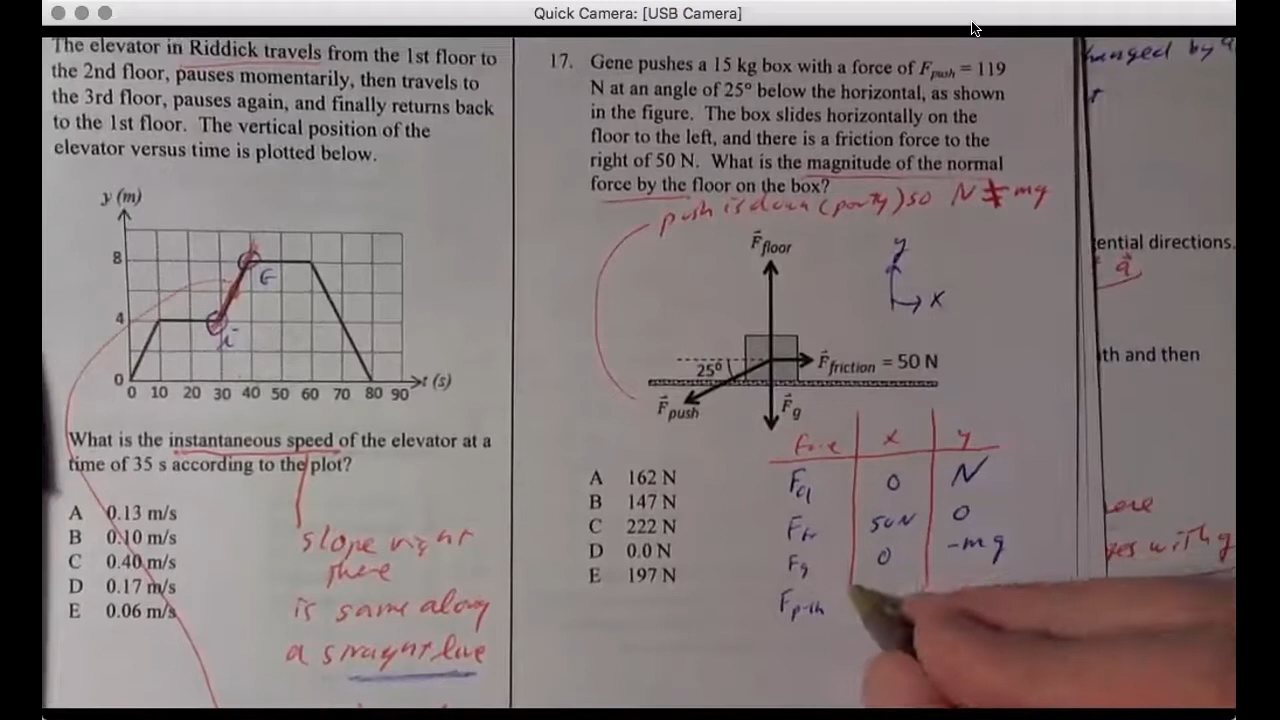 Quick Camera: [USB Camera]
The elevator in Riddick travels from the 1st floor to
the 2nd floor, pauses momentarily, then travels to
the 3rd floor, pauses again, and finally returns back
to the 1st floor. The vertical position of the
elevator versus time is plotted below.
y (m)
8
4
0
0 10 20 30 40 50 60 70 80 90
t (s)
i
What is the instantaneous speed of the elevator at a
time of 35 s according to the plot?
A 0.13 m/s
B 0.10 m/s
C 0.40 m/s
D 0.17 m/s
E 0.06 m/s
slope right
there
is same along
a straight line
17. Gene pushes a 15 kg box with a force of Fpush = 119
N at an angle of 25° below the horizontal, as shown
in the figure. The box slides horizontally on the
floor to the left, and there is a friction force to the
right of 50 N. What is the magnitude of the normal
force by the floor on the box?
push is down (partly) so N ≠ mg
F floor
y
x
25°
F friction = 50 N
F push
F g
A 162 N
B 147 N
C 222 N
D 0.0 N
E 197 N
Force x y
0 N
Ffr 50N 0
Fg 0 -mg
Fpush
hanged by
ential directions.
a
ith and then
with g